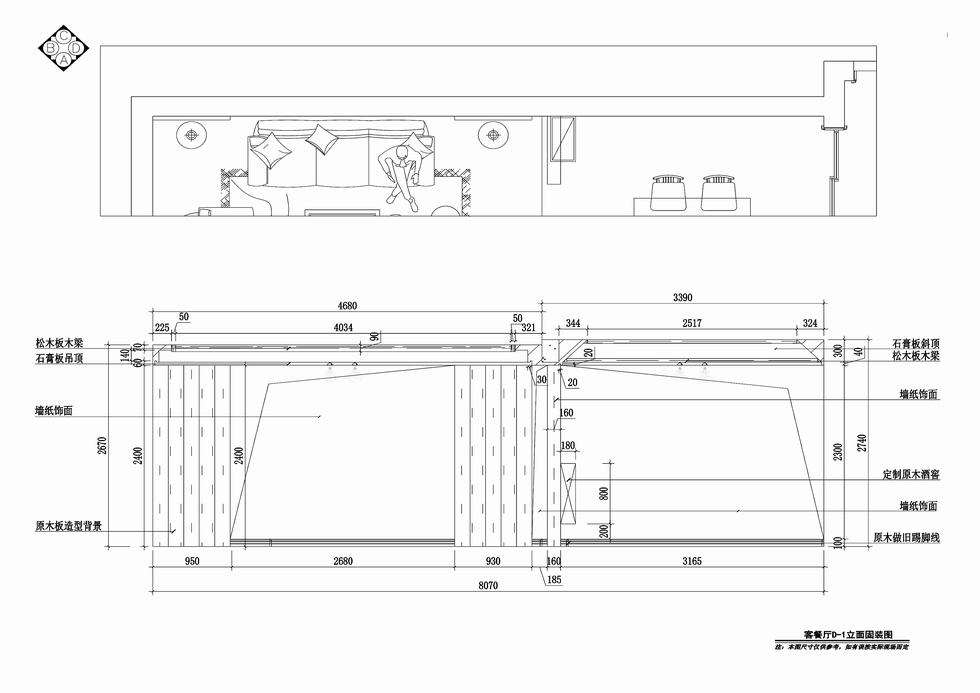 C
B D
A
4680
3390
50
50
225
4034
321
344
2517
324
90
松木板木梁
70
石膏板斜顶
140
20
300
40
石膏板吊顶
松木板木梁
60
30
20
墙纸饰面
墙纸饰面
160
2670
2400
2400
180
2300
2740
定制原木酒窖
800
墙纸饰面
原木板造型背景
200
原木做旧踢脚线
100
950
2680
930
160
3165
185
8070
客餐厅D-1立面固装图
注：本图尺寸仅供参考，如有误按实际现场而定